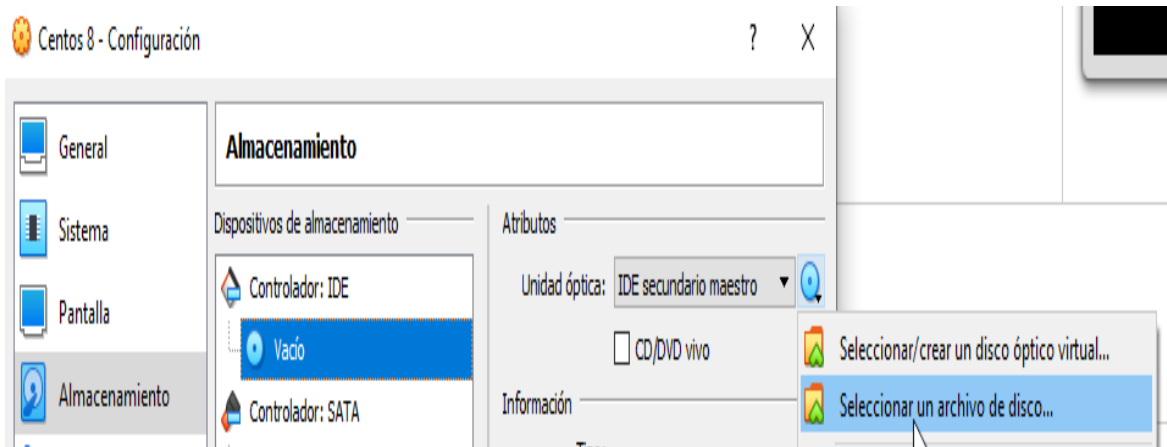 Centos 8 - Configuración
?
General
Sistema
Pantalla
Almacenamiento
Almacenamiento
Dispositivos de almacenamiento
Controlador: IDE
Vacío
Controlador: SATA
Atributos
Unidad óptica: IDE secundario maestro
CD/DVD vivo
Información
Seleccionar/crear un disco óptico virtual...
Seleccionar un archivo de disco...